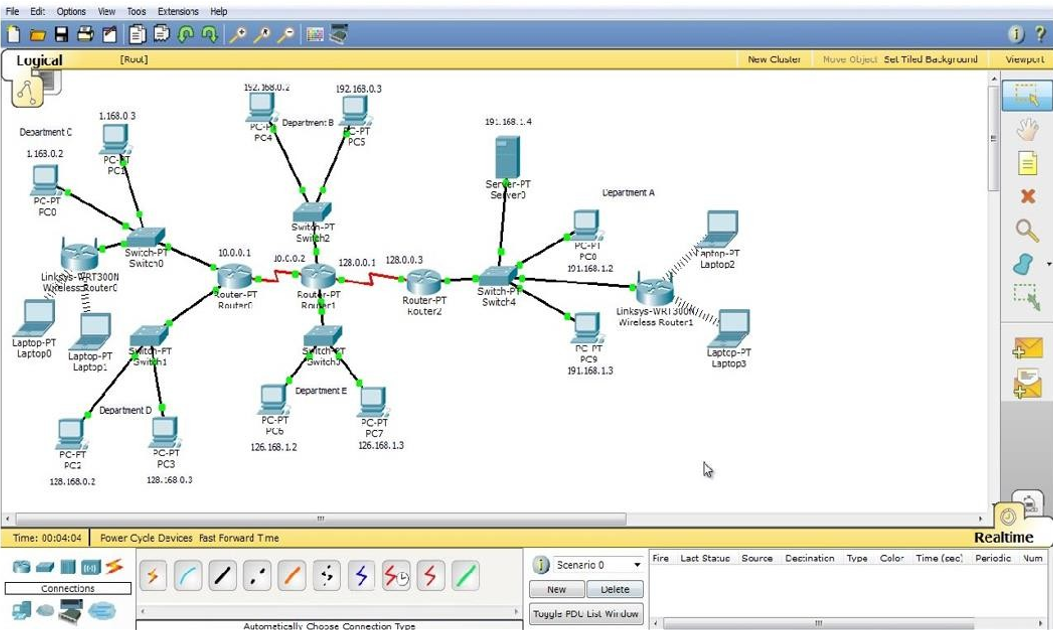 File Edit Options View Tools Extensions Help
Logical [Root] New Cluster Move Object Set Tiled Background Viewport
192.168.0.2
192.168.0.3
PC-PT
PC4
Department B
PC-PT
PC5
Department C
1.168.0 3
PC-PT
1.168.0.2
PC-PT
PC0
191.168.1.4
Server-PT
Server0
Department A
Switch-PT
Switch2
Switch-PT
Switch0
PC-PT
191.168.1.2
Laptop-PT
Laptop2
10.0.0.1
10.0.0.2
128.0.0.1
128.0.0.3
Linksys-WRT300N
Wireless Router0
Router-PT
Router0
Router-PT
Router1
Router-PT
Router2
Switch-PT
Switch4
Linksys-WRT300N
Wireless Router1
Laptop-PT
Laptop0
Laptop-PT
Laptop1
Switch-PT
Switch1
Switch-PT
PC-PT
PC9
191.168.1.3
Laptop-PT
Laptop3
Department D
Department E
PC-PT
PC2
128.168.0.2
PC-PT
PC3
128.168.0.3
PC-PT
PC6
126.168.1.2
PC-PT
PC7
126.168.1.3
Time: 00:04:04 Power Cycle Devices Fast Forward Time
Realtime
Connections
Automatically Choose Connection Type
Scenario 0
New Delete
Toggle PDU List Window
Fire Last Status Source Destination Type Color Time (sec) Periodic Num